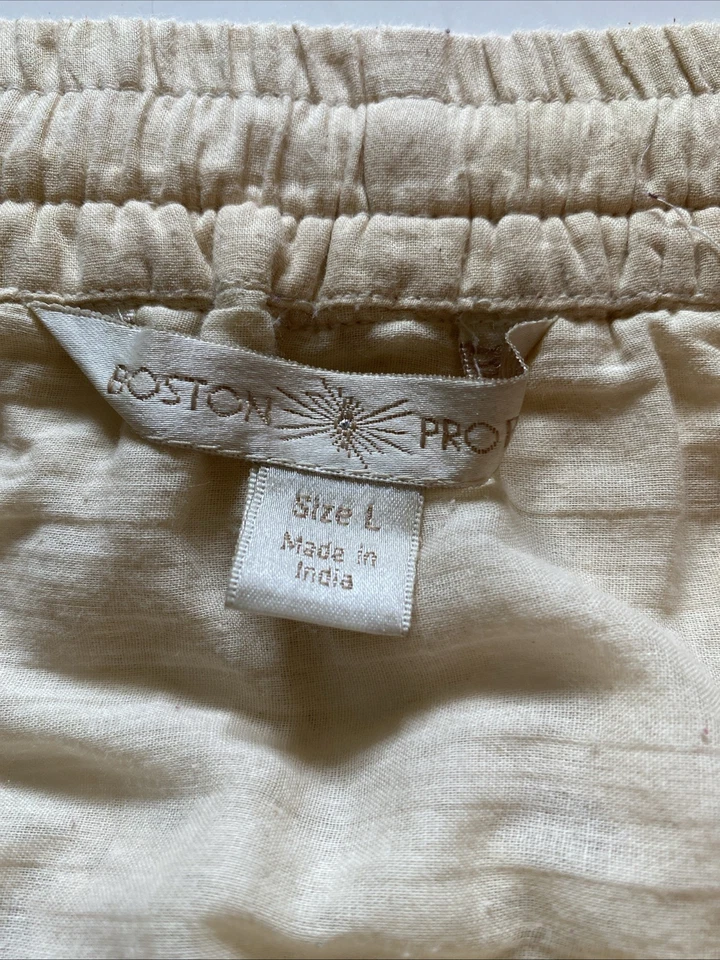 BOSTON PRO
Size L
Made in
India